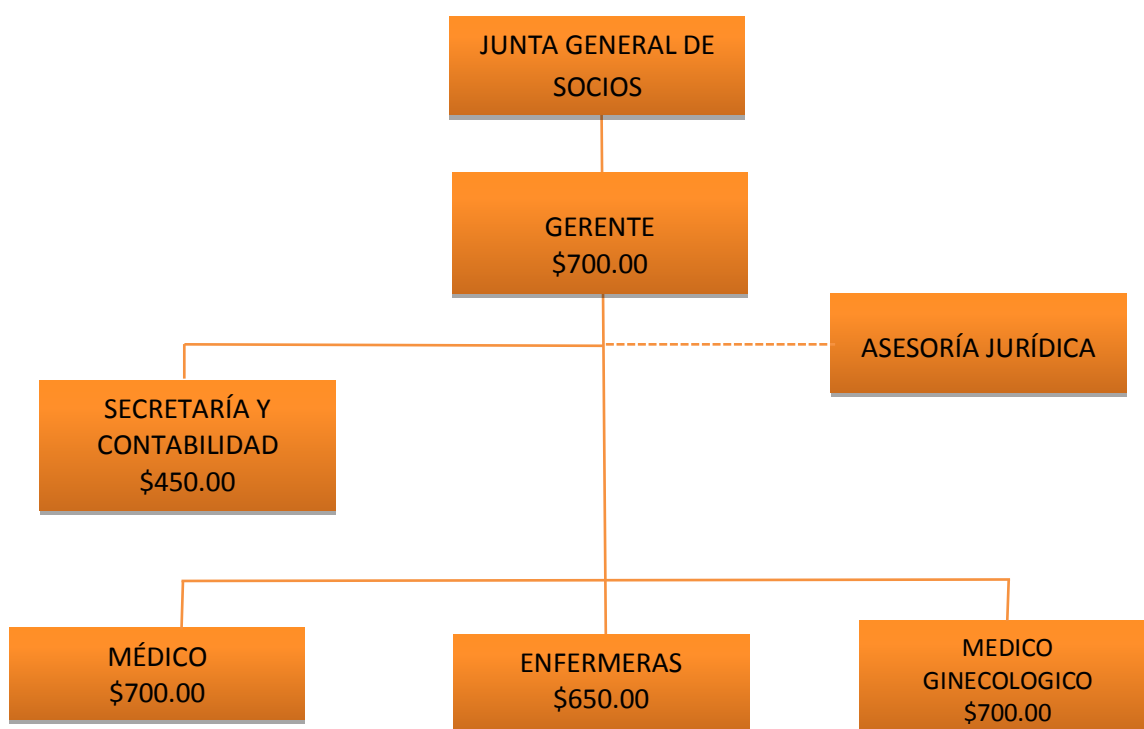 JUNTA GENERAL DE
SOCIOS
GERENTE
$700.00
ASESORÍA JURÍDICA
SECRETARÍA Y
CONTABILIDAD
$450.00
MÉDICO
$700.00
ENFERMERAS
$650.00
MEDICO
GINECOLOGICO
$700.00